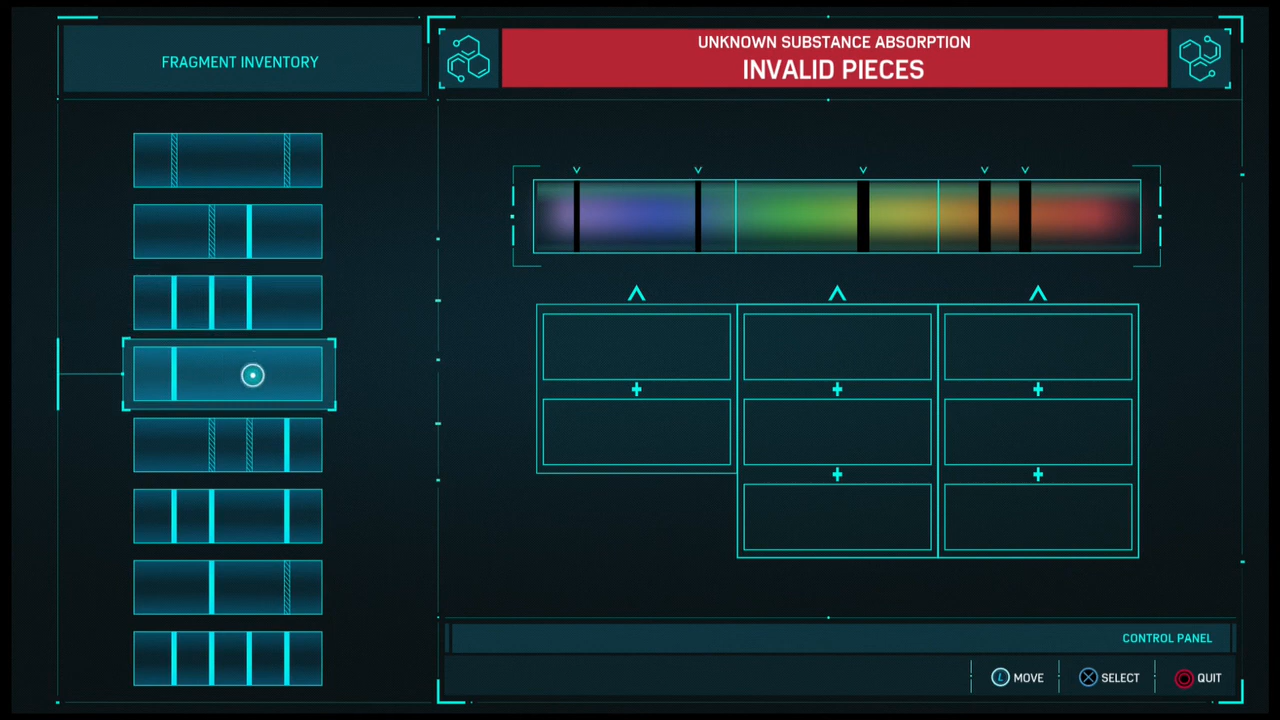 FRAGMENT INVENTORY
UNKNOWN SUBSTANCE ABSORPTION
INVALID PIECES
CONTROL PANEL
L MOVE
SELECT
QUIT